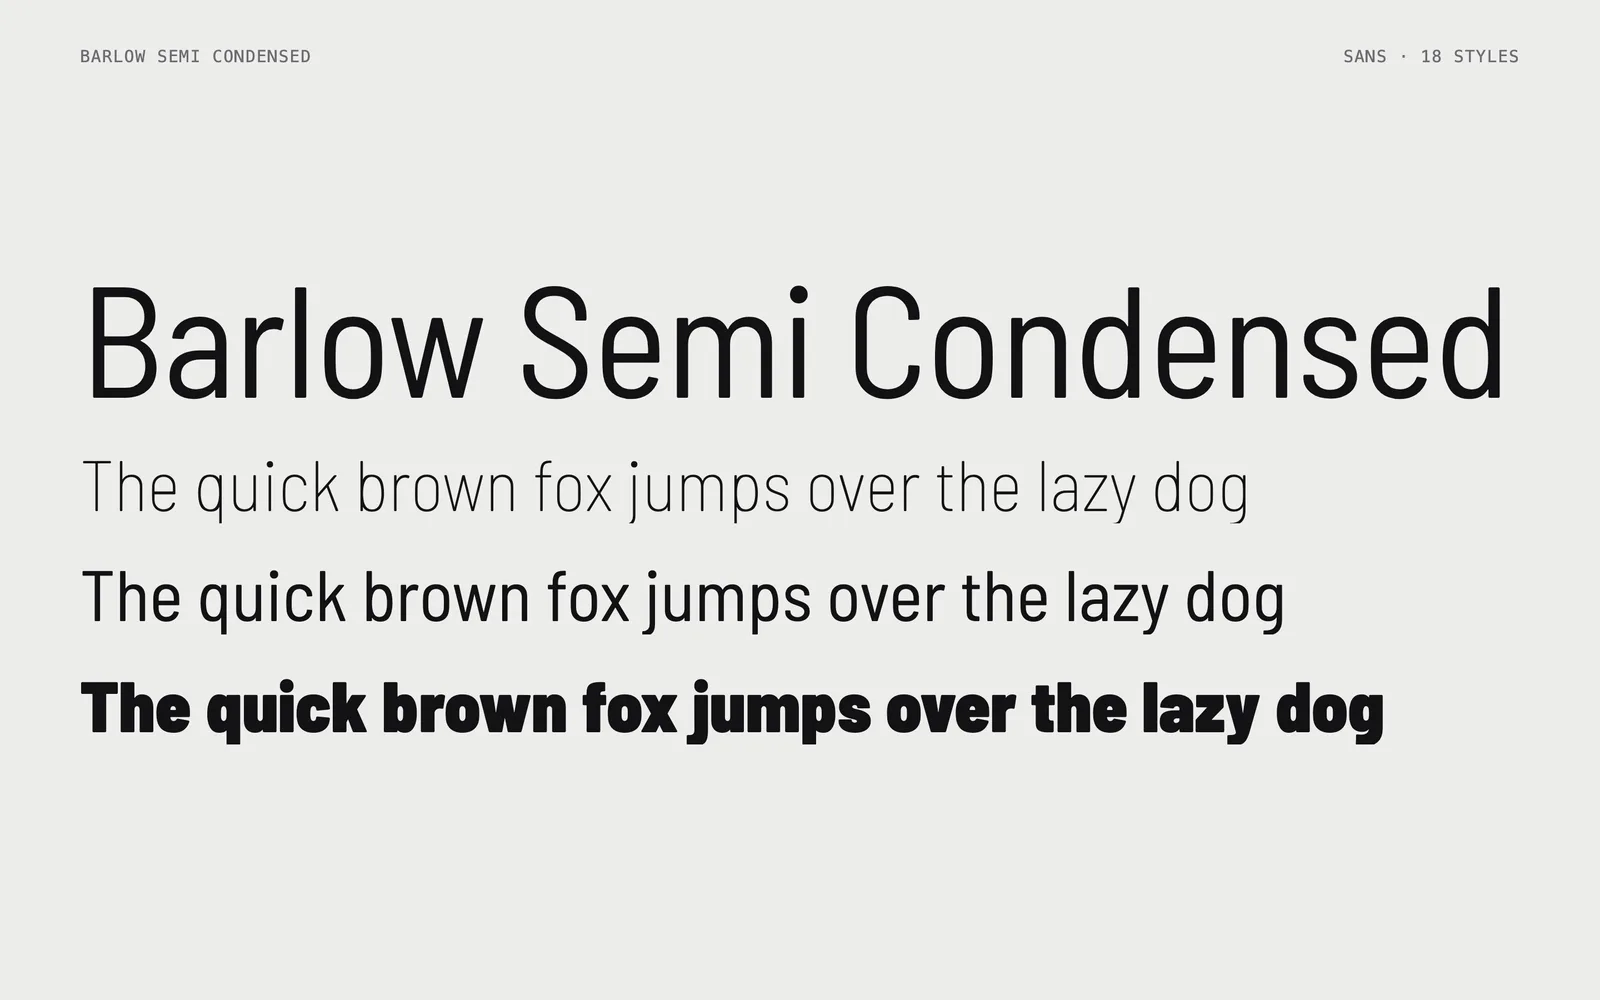 BARLOW SEMI CONDENSED
SANS · 18 STYLES
Barlow Semi Condensed
The quick brown fox jumps over the lazy dog
The quick brown fox jumps over the lazy dog
The quick brown fox jumps over the lazy dog